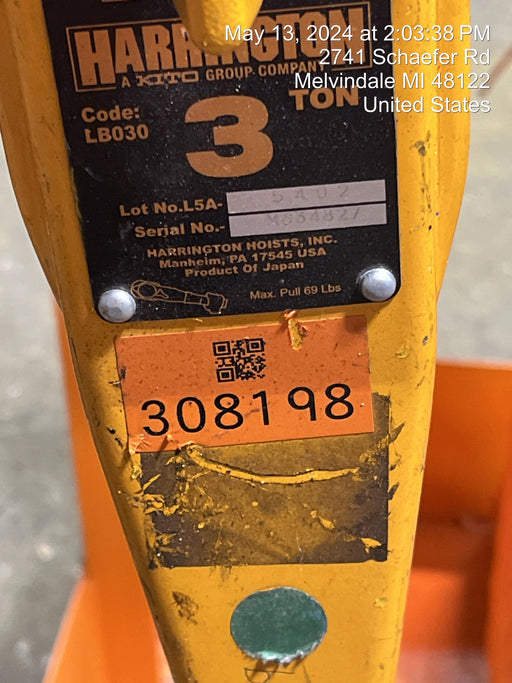 May 13, 2024 at 2:03:38 PM
2741 Schaefer Rd
Melvindale MI 48122
United States
HARRINGTON
A KITO GROUP COMPANY
Code:
LB030
3 TON
Lot No.L5A- 5402
Serial No.- M834827
HARRINGTON HOISTS, INC.
Manheim, PA 17545 USA
Product Of Japan
Max. Pull 69 Lbs
308198